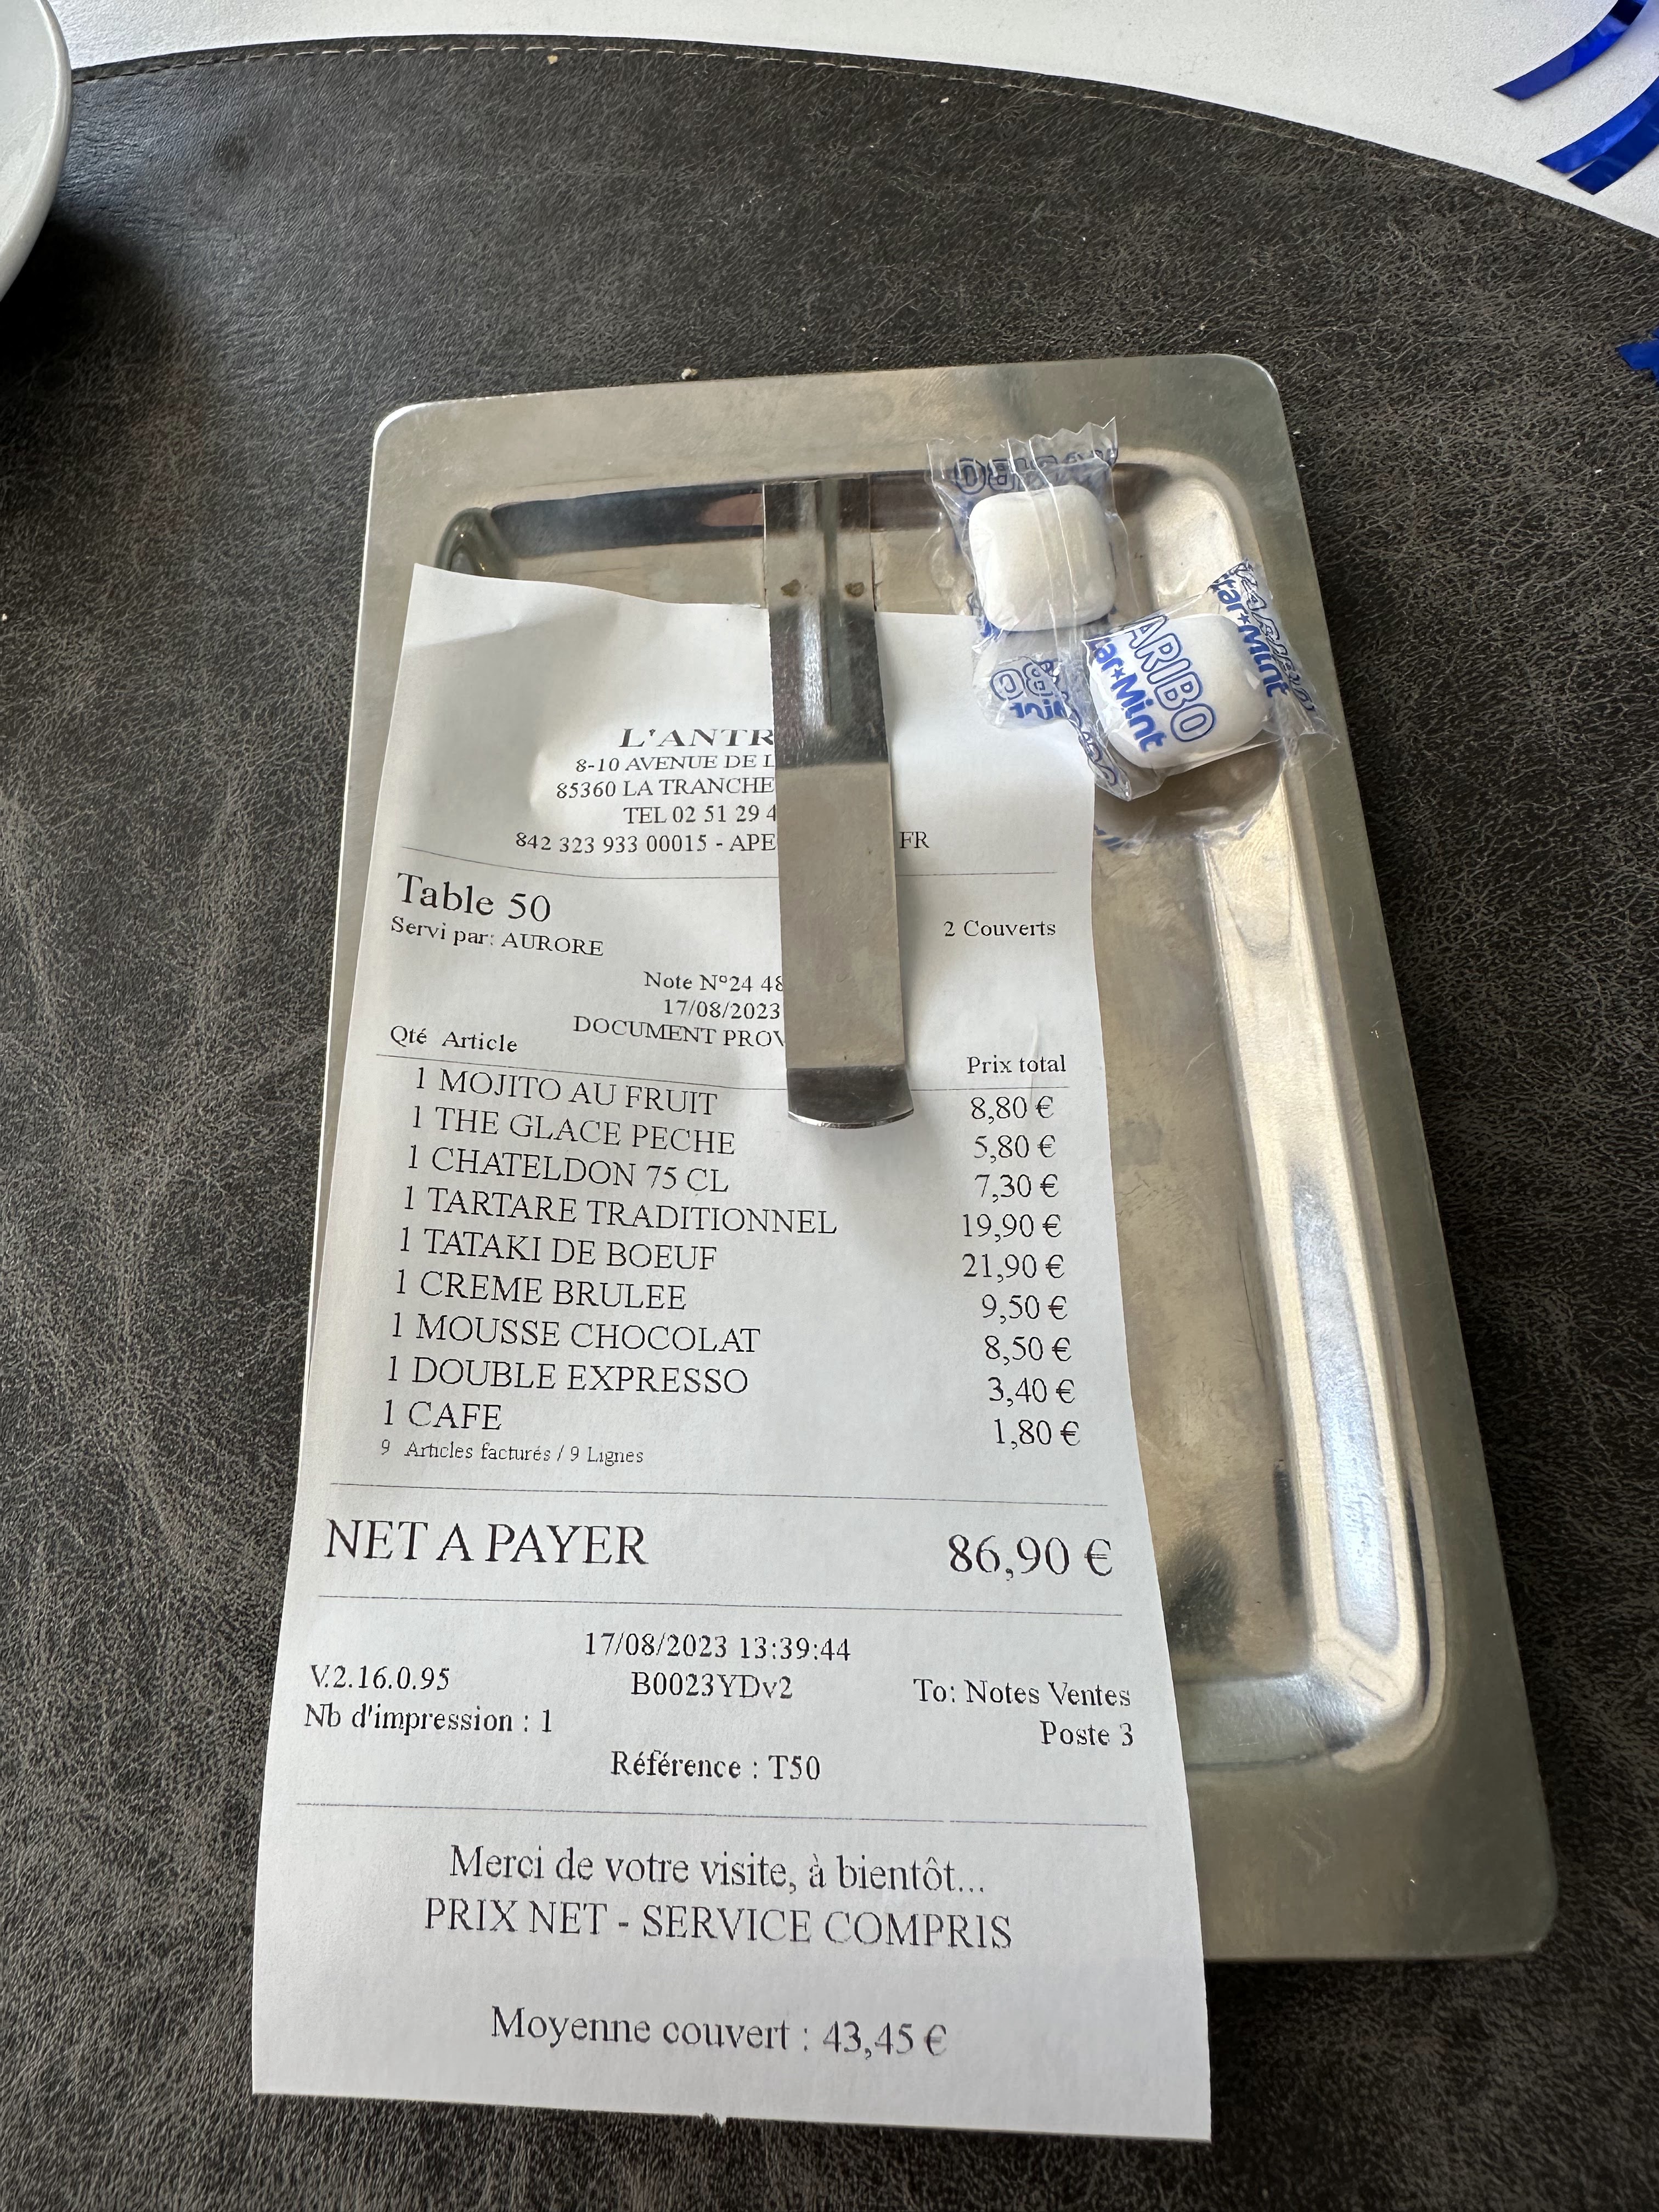 L'ANTR
8-10 AVENUE DE L
85360 LA TRANCHE
TEL 02 51 29 4
842 323 933 00015 - APE FR
Table 50
2 Couverts
Servi par: AURORE
Note N°24 48
17/08/2023
DOCUMENT PROV
Qté Article Prix total
1 MOJITO AU FRUIT 8,80 €
1 THE GLACE PECHE 5,80 €
1 CHATELDON 75 CL 7,30 €
1 TARTARE TRADITIONNEL 19,90 €
1 TATAKI DE BOEUF 21,90 €
1 CREME BRULEE 9,50 €
1 MOUSSE CHOCOLAT 8,50 €
1 DOUBLE EXPRESSO 3,40 €
1 CAFE 1,80 €
9 Articles facturés / 9 Lignes
NET A PAYER 86,90 €
17/08/2023 13:39:44
V.2.16.0.95 B0023YDv2 To: Notes Ventes
Nb d'impression : 1 Poste 3
Référence : T50
Merci de votre visite, à bientôt...
PRIX NET - SERVICE COMPRIS
Moyenne couvert : 43,45 €
ARIBO
tar*Mint
ar*Mint